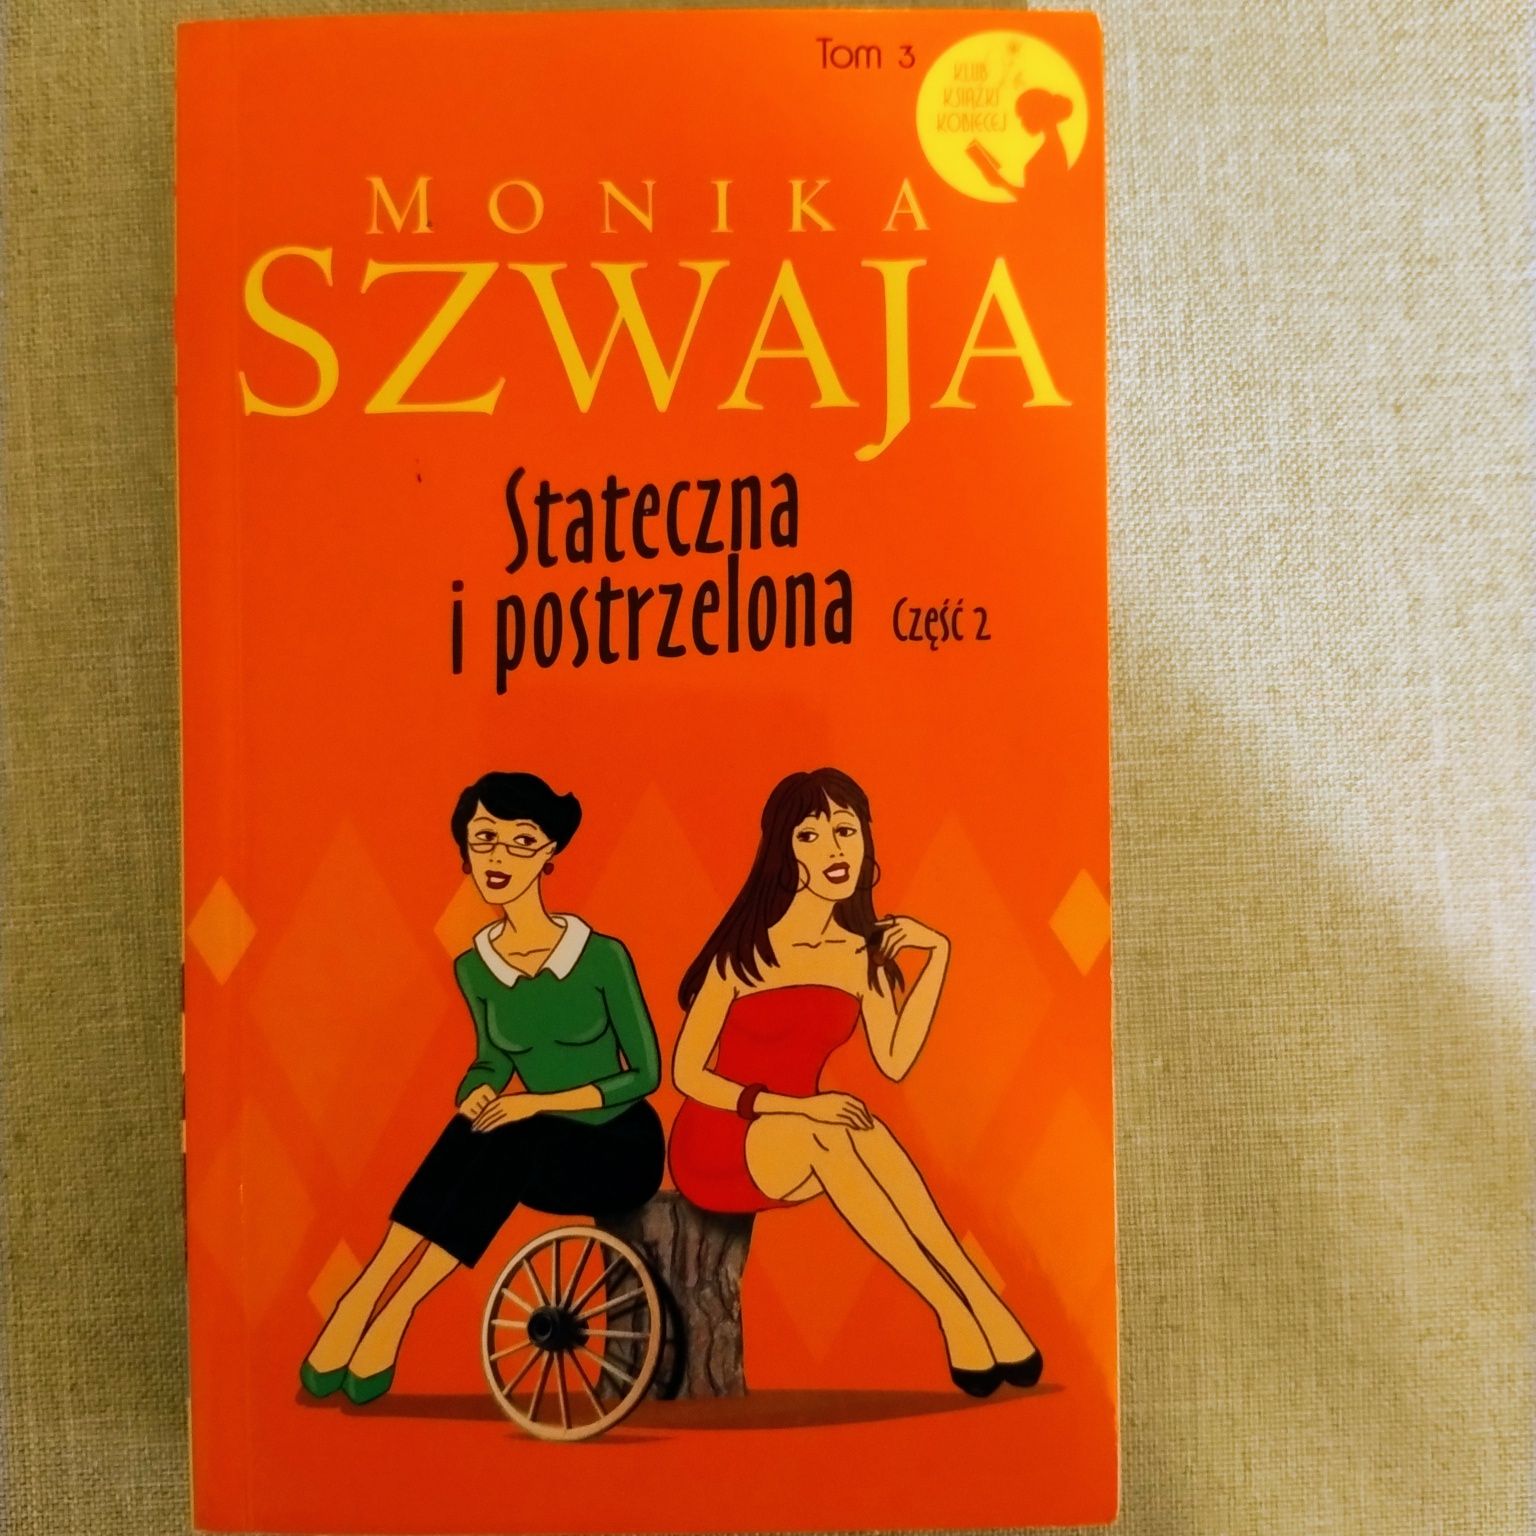 Tom 3
KLUB
KSIĄŻKI
KOBIECEJ
MONIKA
SZWAJA
Stateczna
i postrzelona Część 2